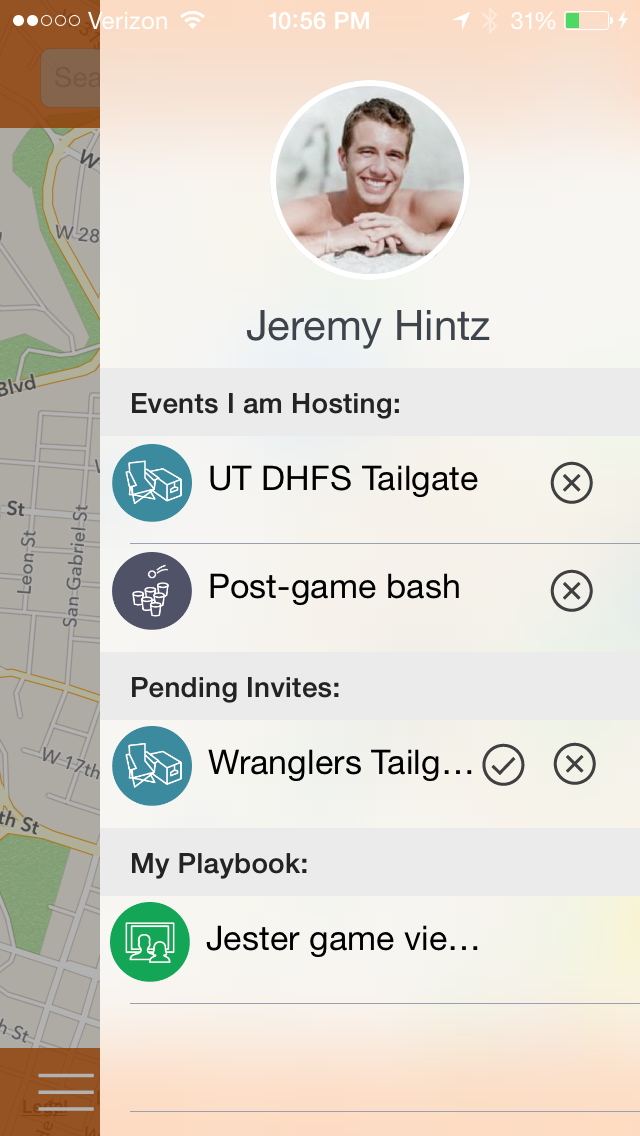 Verizon 10:56 PM 31%
Sea
Jeremy Hintz
Events I am Hosting:
UT DHFS Tailgate
Post-game bash
Pending Invites:
Wranglers Tailg...
My Playbook:
Jester game vie...
W
W 28
Blvd
St
Leon St
San Gabriel St
W 17th
th St
h St
Legal
de
W